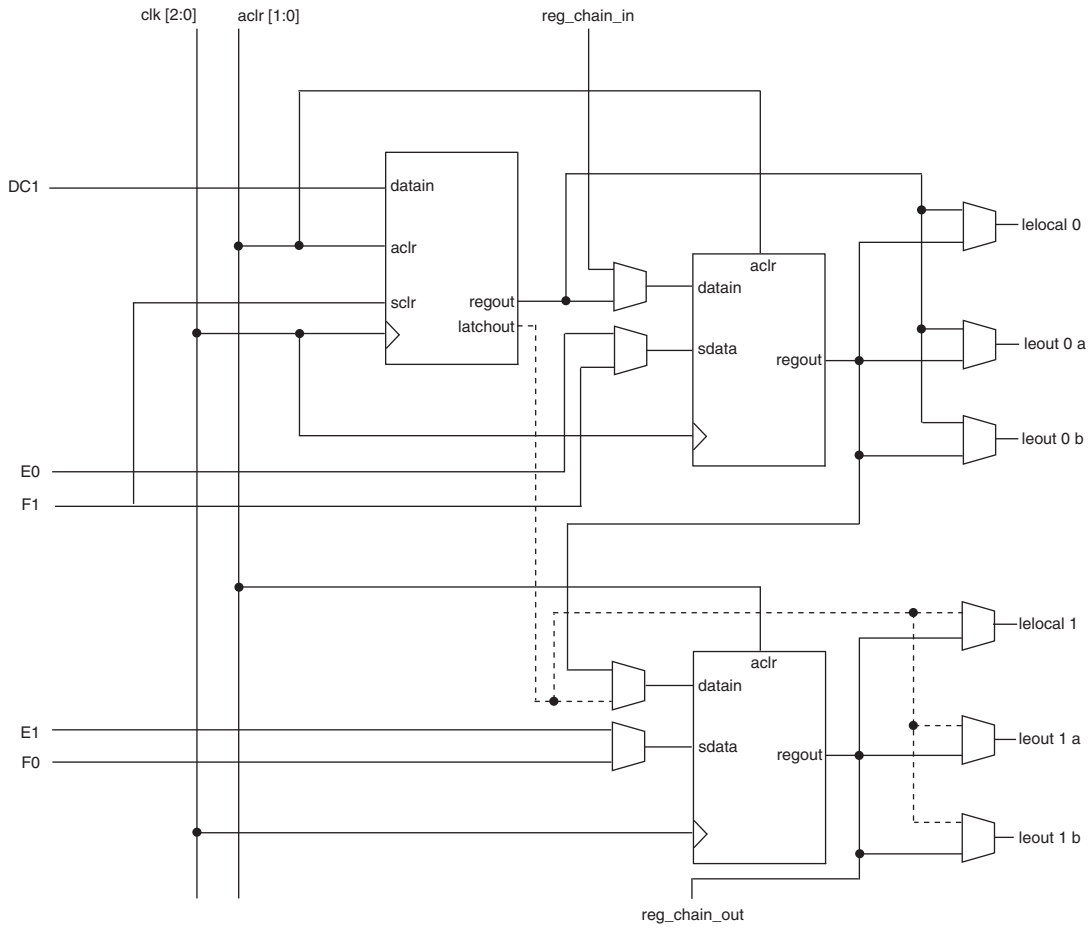 clk [2:0]
aclr [1:0]
reg_chain_in
DC1
datain
aclr
sclr
regout
latchout
aclr
datain
sdata
regout
lelocal 0
leout 0 a
leout 0 b
E0
F1
aclr
datain
sdata
regout
lelocal 1
leout 1 a
leout 1 b
E1
F0
reg_chain_out